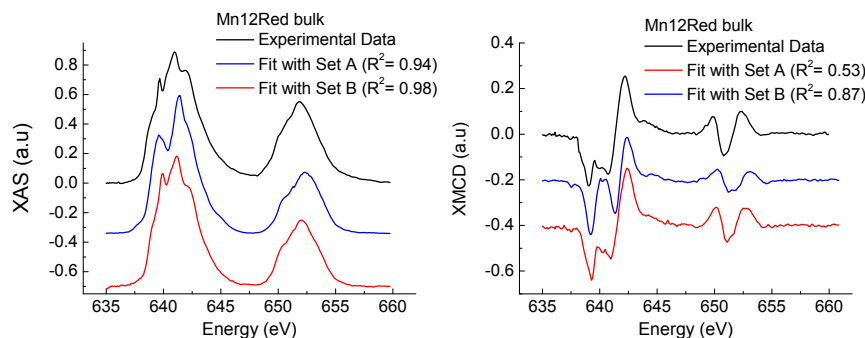 Mn12Red bulk
Experimental Data
Fit with Set A (R²= 0.94)
Fit with Set B (R²= 0.98)
XAS (a.u)
0.8
0.6
0.4
0.2
0.0
-0.2
-0.4
-0.6
635 640 645 650 655 660
Energy (eV)
Mn12Red bulk
Experimental Data
Fit with Set A (R²= 0.53)
Fit with Set B (R²= 0.87)
XMCD (a.u)
0.4
0.2
0.0
-0.2
-0.4
-0.6
635 640 645 650 655 660
Energy (eV)